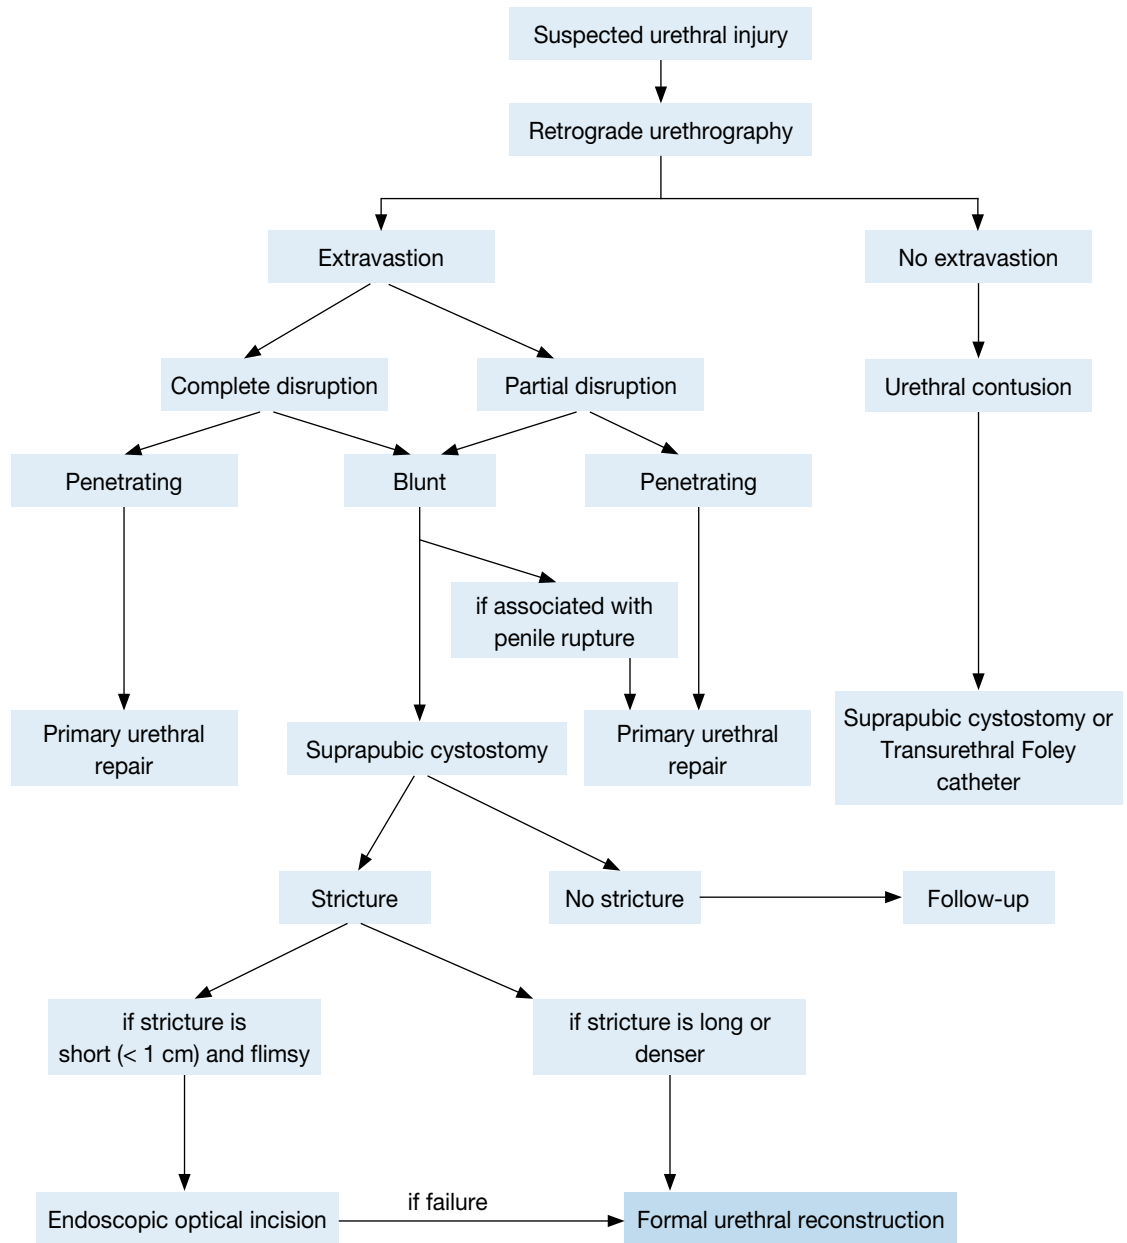 Suspected urethral injury
Retrograde urethrography
Extravastion
No extravastion
Complete disruption
Partial disruption
Urethral contusion
Penetrating
Blunt
Penetrating
if associated with
penile rupture
Primary urethral
repair
Suprapubic cystostomy
Primary urethral
repair
Suprapubic cystostomy or
Transurethral Foley
catheter
Stricture
No stricture
Follow-up
if stricture is
short (< 1 cm) and flimsy
if stricture is long or
denser
Endoscopic optical incision
if failure
Formal urethral reconstruction